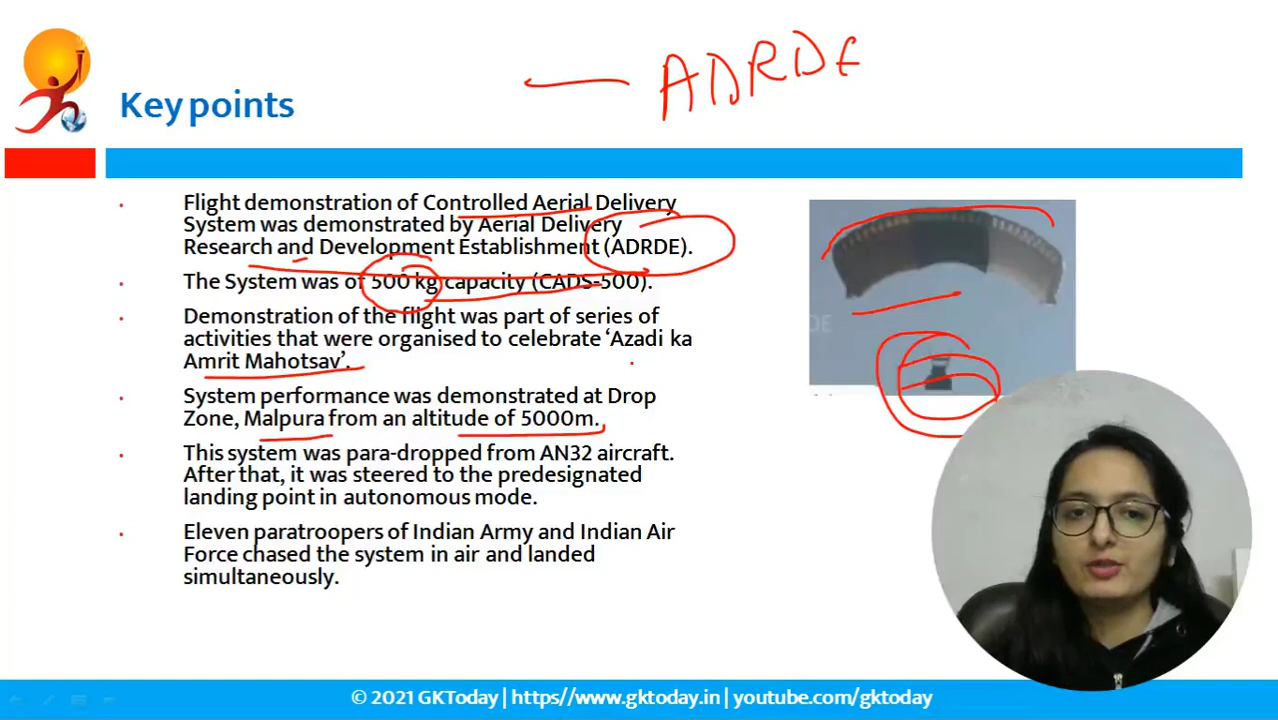 ADRDE
Key points
Flight demonstration of Controlled Aerial Delivery
System was demonstrated by Aerial Delivery
Research and Development Establishment (ADRDE).
The System was of 500 kg capacity (CADS-500).
Demonstration of the flight was part of series of
activities that were organised to celebrate ‘Azadi ka
Amrit Mahotsav’.
System performance was demonstrated at Drop
Zone, Malpura from an altitude of 5000m.
This system was para-dropped from AN32 aircraft.
After that, it was steered to the predesignated
landing point in autonomous mode.
Eleven paratroopers of Indian Army and Indian Air
Force chased the system in air and landed
simultaneously.
© 2021 GKToday | https//www.gktoday.in | youtube.com/gktoday